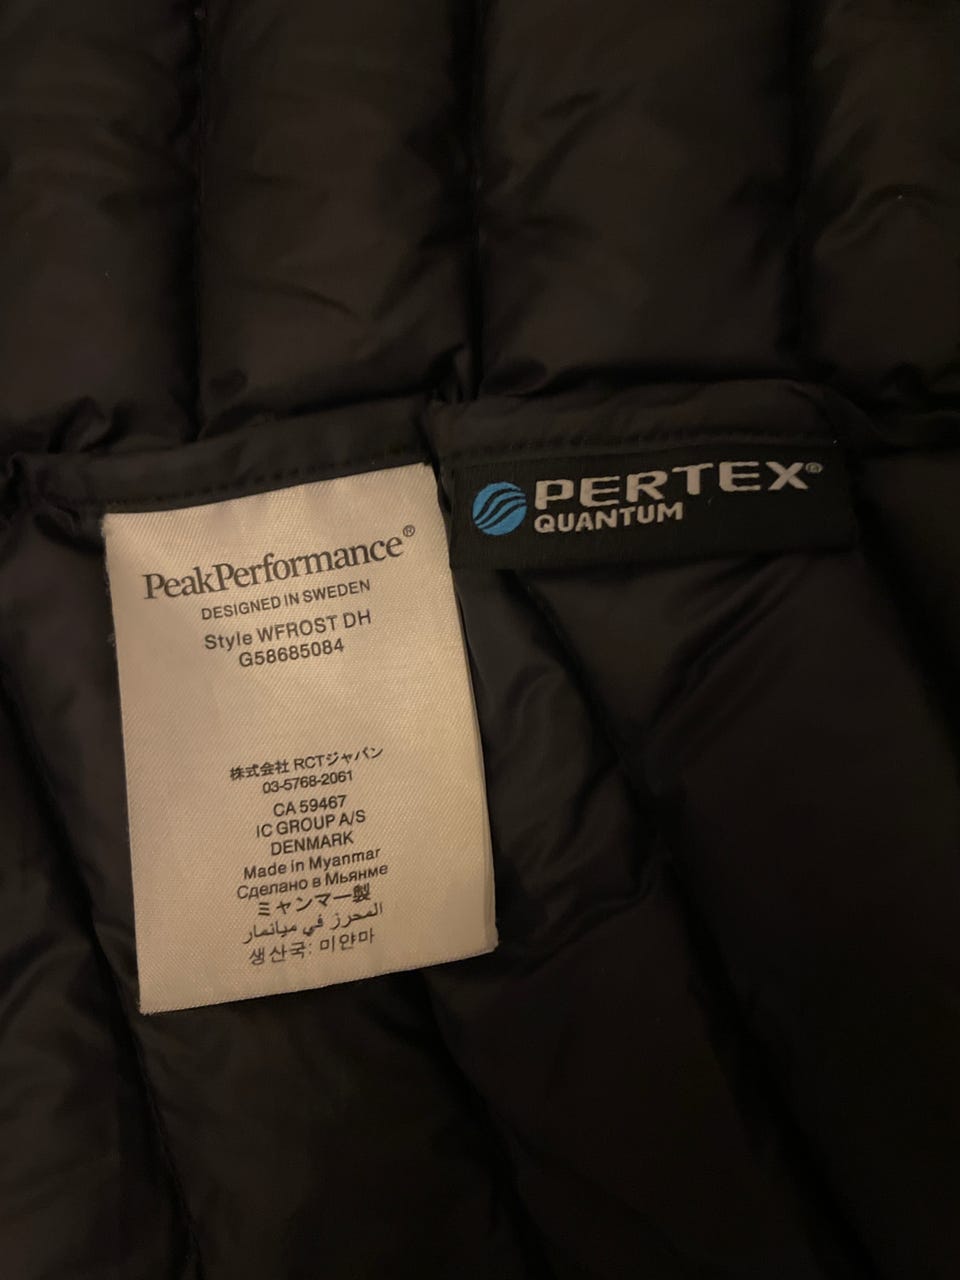 PeakPerformance®
DESIGNED IN SWEDEN
Style WFROST DH
G58685084
株式会社 RCTジャパン
03-5768-2061
CA 59467
IC GROUP A/S
DENMARK
Made in Myanmar
Сделано в Мьянме
ミャンマー製
المحرز في ميانمار
생산국: 미얀마
PERTEX®
QUANTUM